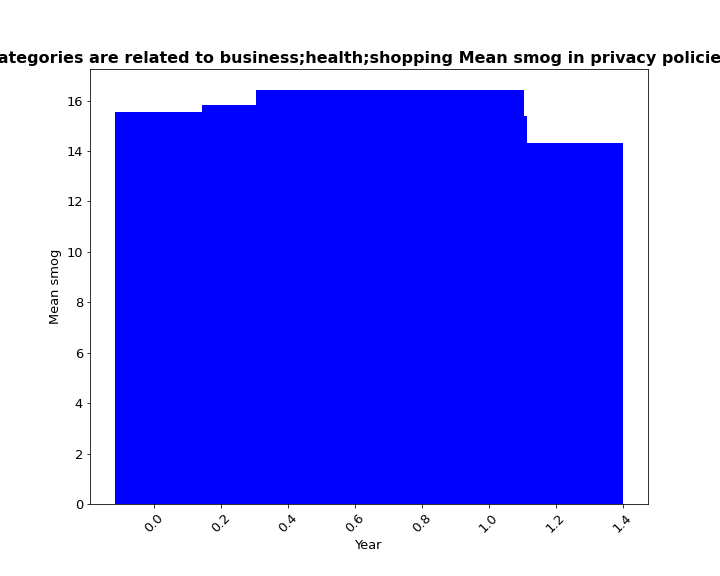 ategories are related to business;health;shopping Mean smog in privacy policie
16
14
12
10
8
6
4
2
0
Mean smog
0.0 0.2 0.4 0.6 0.8 1.0 1.2 1.4
Year